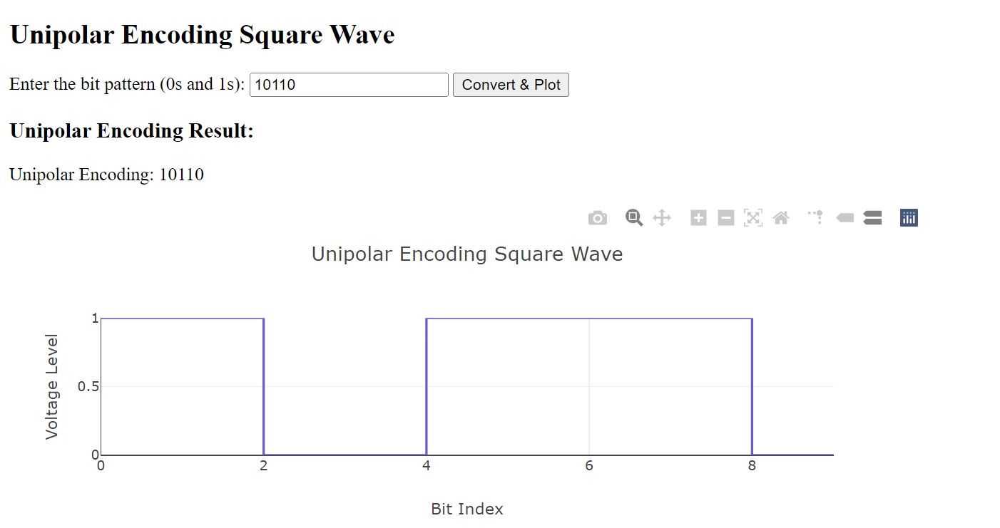 Unipolar Encoding Square Wave
Enter the bit pattern (0s and 1s): 10110 Convert & Plot
Unipolar Encoding Result:
Unipolar Encoding: 10110
Unipolar Encoding Square Wave
Voltage Level
1
0.5
0
0 2 4 6 8
Bit Index